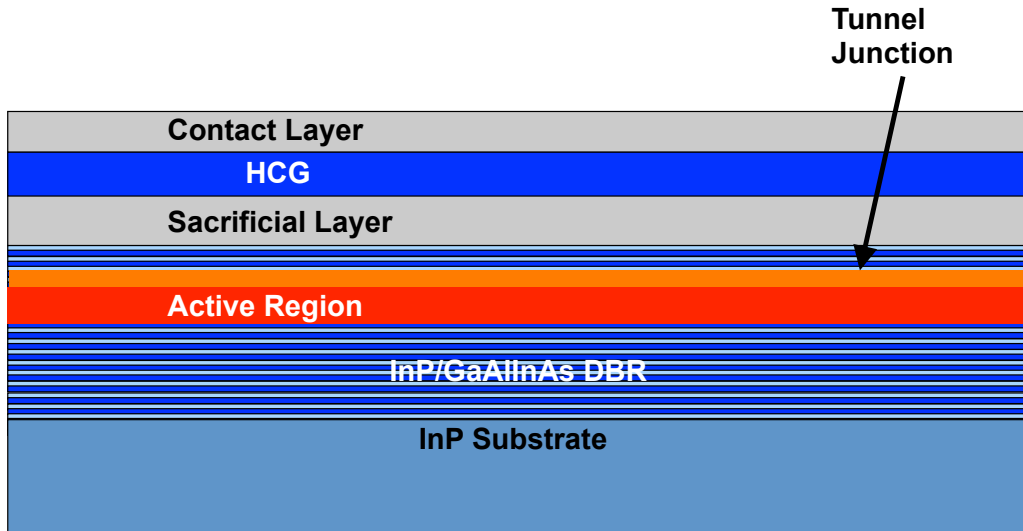 Tunnel
Junction
Contact Layer
HCG
Sacrificial Layer
Active Region
InP/GaAlInAs DBR
InP Substrate